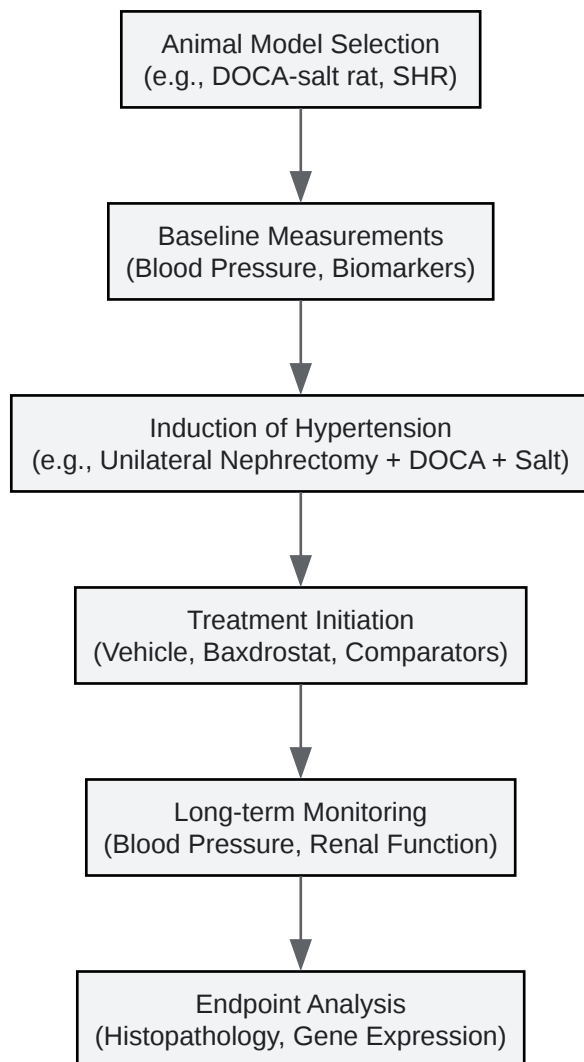 Animal Model Selection
(e.g., DOCA-salt rat, SHR)
Baseline Measurements
(Blood Pressure, Biomarkers)
Induction of Hypertension
(e.g., Unilateral Nephrectomy + DOCA + Salt)
Treatment Initiation
(Vehicle, Baxdrostat, Comparators)
Long-term Monitoring
(Blood Pressure, Renal Function)
Endpoint Analysis
(Histopathology, Gene Expression)